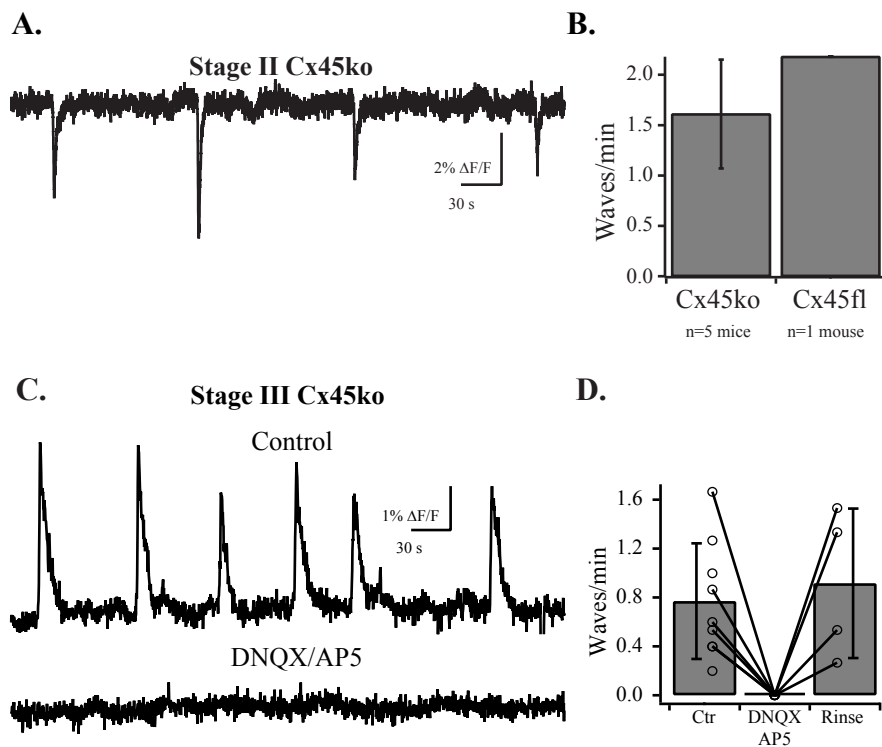 A.
Stage II Cx45ko
2% ΔF/F
30 s
B.
Waves/min
2.0
1.5
1.0
0.5
0.0
Cx45ko
Cx45fl
n=5 mice
n=1 mouse
C.
Stage III Cx45ko
Control
1% ΔF/F
30 s
DNQX/AP5
D.
Waves/min
1.6
1.2
0.8
0.4
0.0
Ctr
DNQX
AP5
Rinse